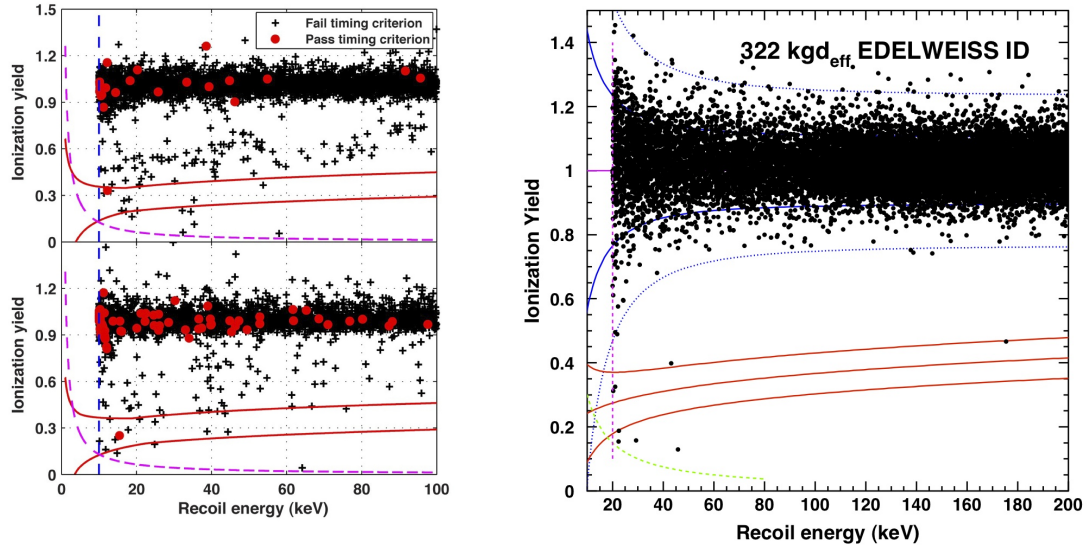 Fail timing criterion
Pass timing criterion
1.5
1.2
0.9
0.6
0.3
0
Ionization yield
1.2
0.9
0.6
0.3
0
Ionization yield
0 20 40 60 80 100
Recoil energy (keV)
322 kgd_eff EDELWEISS ID
1.4
1.2
1
0.8
0.6
0.4
0.2
0
Ionization Yield
20 40 60 80 100 120 140 160 180 200
Recoil energy (keV)